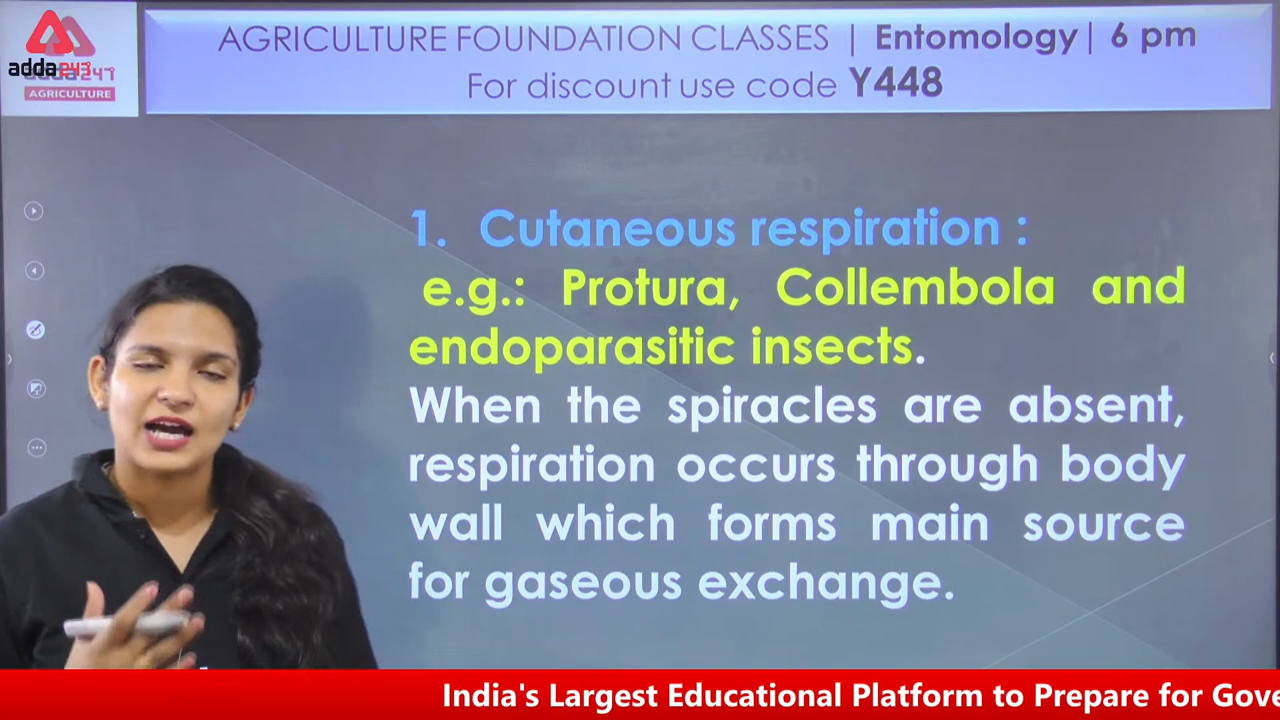 AGRICULTURE FOUNDATION CLASSES | Entomology| 6 pm
For discount use code Y448
adda247
adda247
AGRICULTURE
1. Cutaneous respiration :
e.g.: Protura, Collembola and
endoparasitic insects.
When the spiracles are absent,
respiration occurs through body
wall which forms main source
for gaseous exchange.
India's Largest Educational Platform to Prepare for Gove